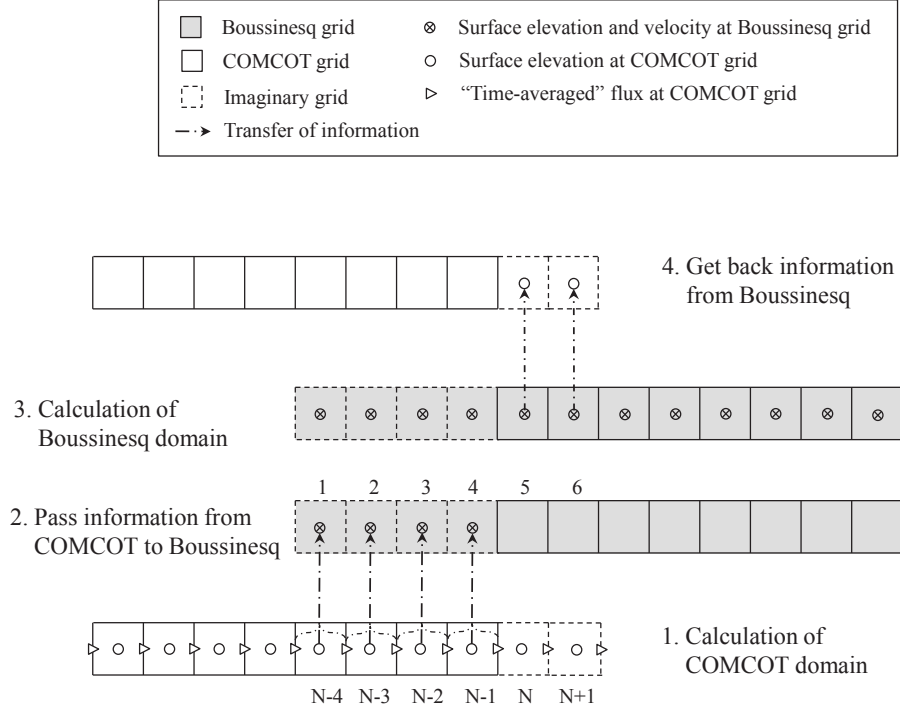 Boussinesq grid
COMCOT grid
Imaginary grid
Transfer of information
Surface elevation and velocity at Boussinesq grid
Surface elevation at COMCOT grid
“Time-averaged” flux at COMCOT grid
4. Get back information
from Boussinesq
3. Calculation of
Boussinesq domain
1 2 3 4 5 6
2. Pass information from
COMCOT to Boussinesq
1. Calculation of
COMCOT domain
N-4 N-3 N-2 N-1 N N+1